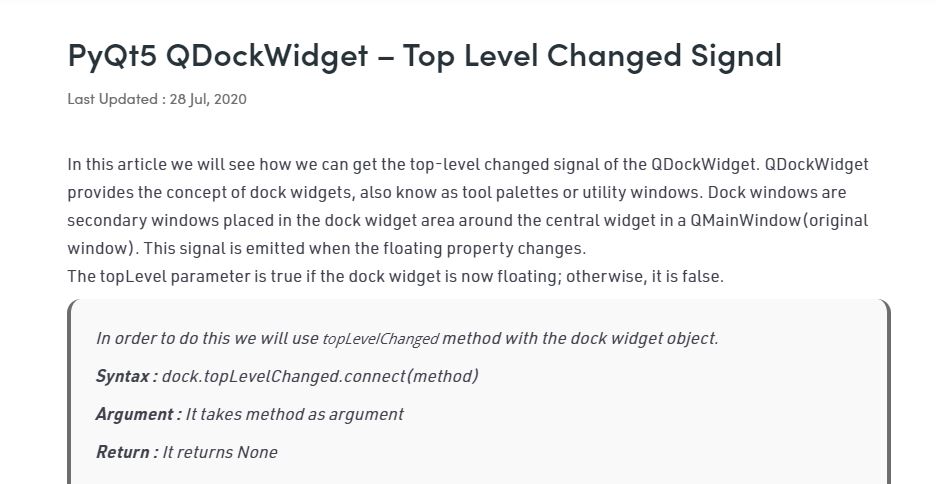 PyQt5 QDockWidget – Top Level Changed Signal
Last Updated : 28 Jul, 2020
In this article we will see how we can get the top-level changed signal of the QDockWidget. QDockWidget
provides the concept of dock widgets, also know as tool palettes or utility windows. Dock windows are
secondary windows placed in the dock widget area around the central widget in a QMainWindow(original
window). This signal is emitted when the floating property changes.
The topLevel parameter is true if the dock widget is now floating; otherwise, it is false.
In order to do this we will use topLevelChanged method with the dock widget object.
Syntax : dock.topLevelChanged.connect(method)
Argument : It takes method as argument
Return : It returns None